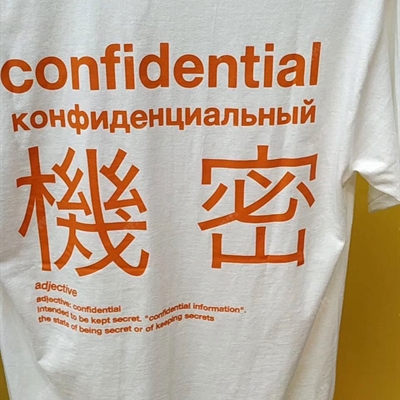 confidential
конфиденциальный
機密
adjective
adjective: confidential
intended to be kept secret. "confidential information".
the state of being secret or of keeping secrets